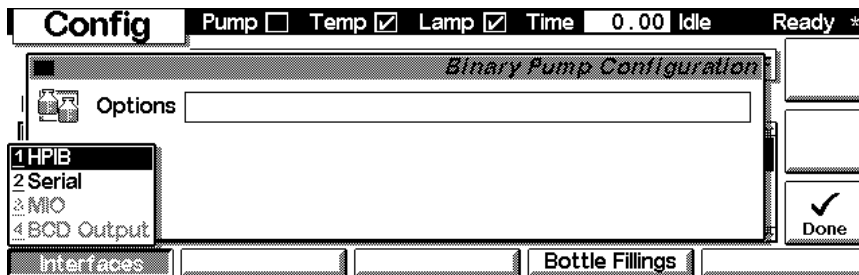 Config Pump Temp Lamp Time 0.00 Idle Ready *
Binary Pump Configuration
Options
1 HPIB
2 Serial
3 MIO
4 BCD Output
Done
Interfaces Bottle Fillings